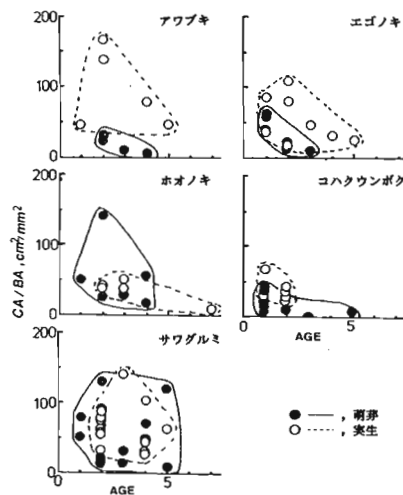 アワブキ
エゴノキ
200
100
0
ホオノキ
コハクウンボク
CA / BA , cm²/mm²
200
100
0
0
5
AGE
サワグルミ
200
100
0
0
5
AGE
● ——, 萌芽
○ -----, 実生